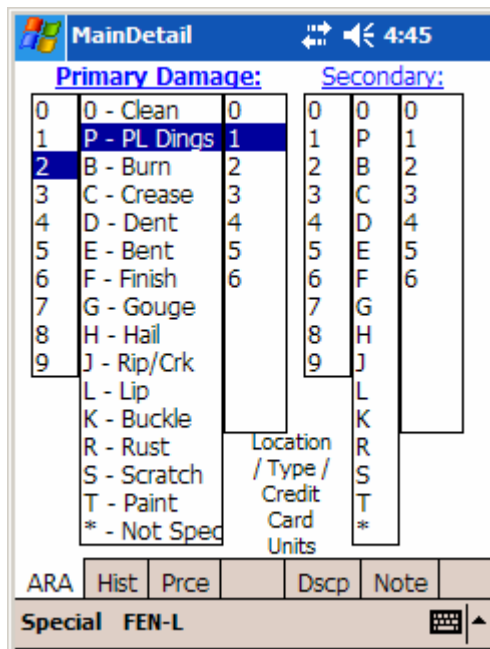 MainDetail 4:45
Primary Damage: Secondary:
0 0 - Clean 0 0 0 0
1 P - PL Dings 1 1 P 1
2 B - Burn 2 2 B 2
3 C - Crease 3 3 C 3
4 D - Dent 4 4 D 4
5 E - Bent 5 5 E 5
6 F - Finish 6 6 F 6
7 G - Gouge 7 G
8 H - Hail 8 H
9 J - Rip/Crk 9 J
L - Lip L
K - Buckle K
R - Rust R
S - Scratch S
T - Paint T
* - Not Spec *
Location
/ Type /
Credit
Card
Units
ARA Hist Prce Dscp Note
Special FEN-L